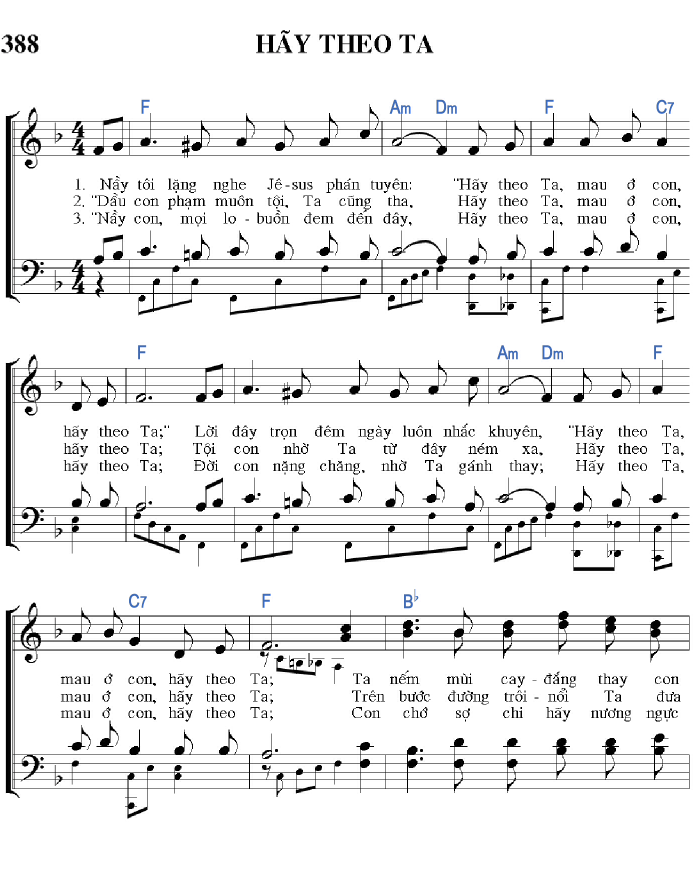 388 HÃY THEO TA
F Am Dm F C7
1. Nầy tôi lặng nghe Jê-sus phán tuyên: "Hãy theo Ta, mau ở con,
2. "Dầu con phạm muôn tội, Ta cũng tha, Hãy theo Ta, mau ở con,
3. "Nầy con, mọi lo-buồn đem đến đây, Hãy theo Ta, mau ở con,
F Am Dm F
hãy theo Ta;" Lời đây trọn đêm ngày luôn nhắc khuyên, "Hãy theo Ta,
hãy theo Ta; Tội con nhờ Ta từ đây ném xa, Hãy theo Ta,
hãy theo Ta; Đời con nặng chăng, nhờ Ta gánh thay; Hãy theo Ta,
C7 F B♭
mau ở con, hãy theo Ta; Ta nếm mùi cay-đắng thay con
mau ở con, hãy theo Ta; Trên bước đường trôi-nổi Ta đưa
mau ở con, hãy theo Ta; Con chớ sợ chi hãy nương ngực